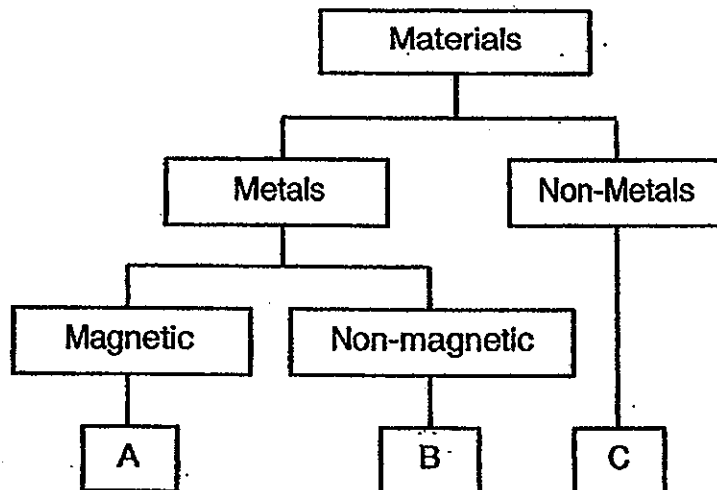 Materials
Metals
Non-Metals
Magnetic
Non-magnetic
A
B
C